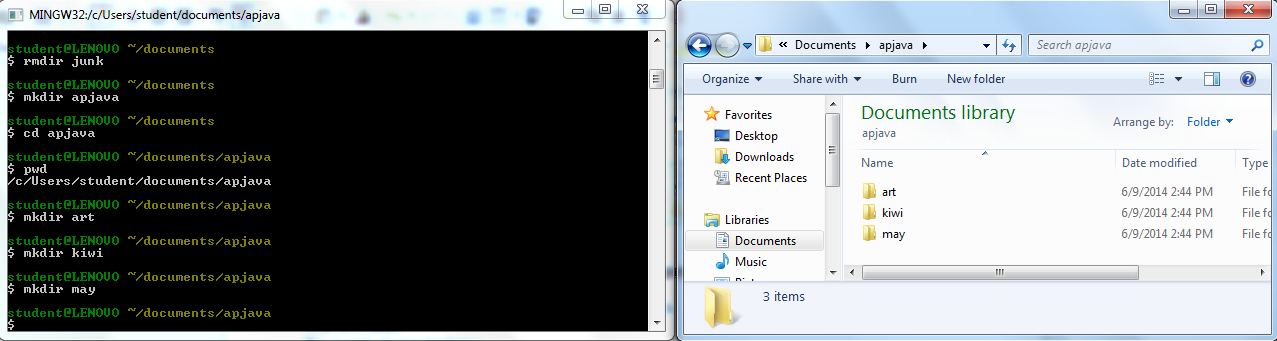 MINGW32:/c/Users/student/documents/apjava
student@LENOVO ~/documents
$ rmdir junk
student@LENOVO ~/documents
$ mkdir apjava
student@LENOVO ~/documents
$ cd apjava
student@LENOVO ~/documents/apjava
$ pwd
/c/Users/student/documents/apjava
student@LENOVO ~/documents/apjava
$ mkdir art
student@LENOVO ~/documents/apjava
$ mkdir kiwi
student@LENOVO ~/documents/apjava
$ mkdir may
student@LENOVO ~/documents/apjava
$
« Documents apjava
Search apjava
Organize Share with Burn New folder
Favorites
Desktop
Downloads
Recent Places
Libraries
Documents
Music
Documents library
apjava
Arrange by: Folder
Name Date modified Type
art 6/9/2014 2:44 PM File fo
kiwi 6/9/2014 2:44 PM File fo
may 6/9/2014 2:44 PM File fo
3 items